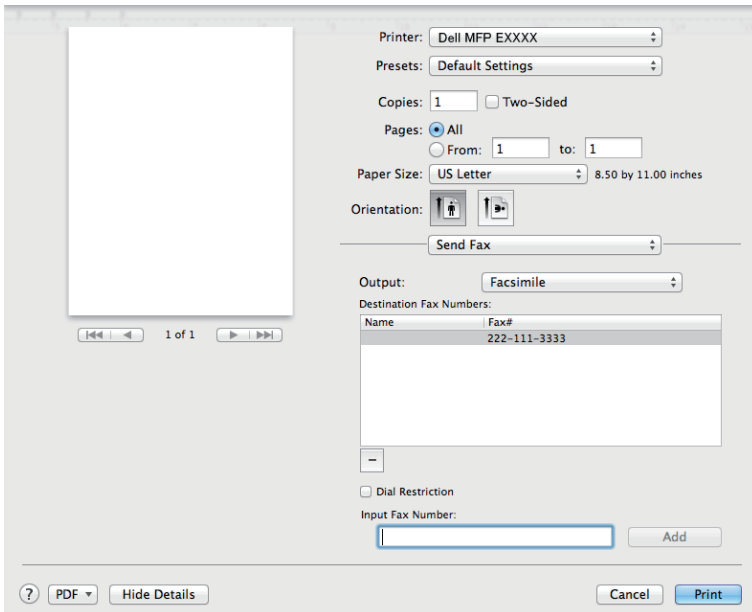 Printer: Dell MFP EXXXX
Presets: Default Settings
Copies: 1 Two-Sided
Pages: All
From: 1 to: 1
Paper Size: US Letter 8.50 by 11.00 inches
Orientation:
Send Fax
Output: Facsimile
Destination Fax Numbers:
Name Fax#
222-111-3333
−
Dial Restriction
Input Fax Number:
Add
1 of 1
? PDF Hide Details Cancel Print